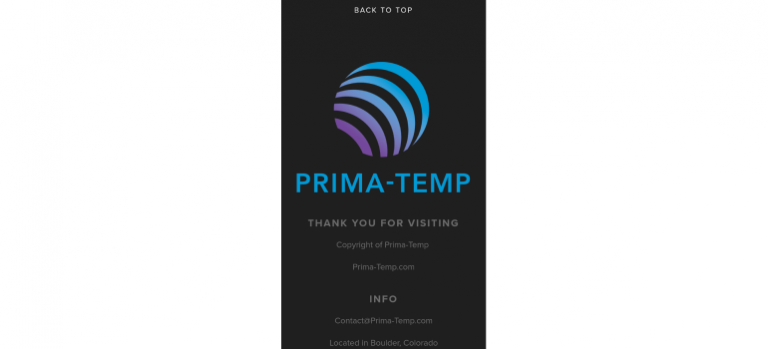 BACK TO TOP
PRIMA-TEMP
THANK YOU FOR VISITING
Copyright of Prima-Temp
Prima-Temp.com
INFO
Contact@Prima-Temp.com
Located in Boulder, Colorado